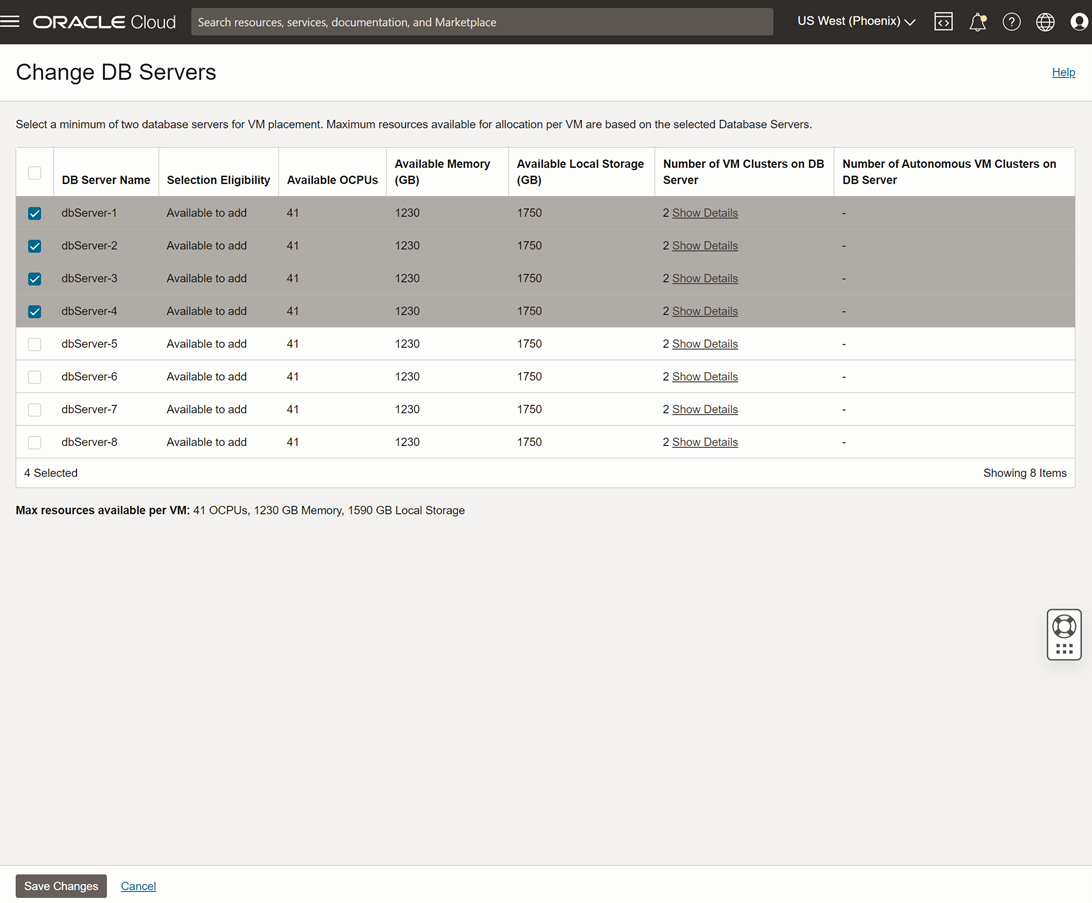 ORACLE Cloud Search resources, services, documentation, and Marketplace US West (Phoenix)
Change DB Servers Help
Select a minimum of two database servers for VM placement. Maximum resources available for allocation per VM are based on the selected Database Servers.
DB Server Name Selection Eligibility Available OCPUs Available Memory (GB) Available Local Storage (GB) Number of VM Clusters on DB Server Number of Autonomous VM Clusters on DB Server
dbServer-1 Available to add 41 1230 1750 2 Show Details -
dbServer-2 Available to add 41 1230 1750 2 Show Details -
dbServer-3 Available to add 41 1230 1750 2 Show Details -
dbServer-4 Available to add 41 1230 1750 2 Show Details -
dbServer-5 Available to add 41 1230 1750 2 Show Details -
dbServer-6 Available to add 41 1230 1750 2 Show Details -
dbServer-7 Available to add 41 1230 1750 2 Show Details -
dbServer-8 Available to add 41 1230 1750 2 Show Details -
4 Selected Showing 8 Items
Max resources available per VM: 41 OCPUs, 1230 GB Memory, 1590 GB Local Storage
Save Changes Cancel